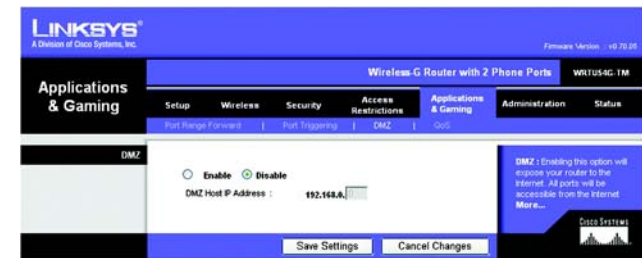 LINKSYS®
A Division of Cisco Systems, Inc.
Firmware Version : v0.70.05
Wireless-G Router with 2 Phone Ports WRTU54G-TM
Applications
& Gaming
Setup Wireless Security Access Restrictions Applications & Gaming Administration Status
Port Range Forward | Port Triggering | DMZ | QoS
DMZ
Enable Disable
DMZ Host IP Address : 192.168.0.
DMZ : Enabling this option will
expose your router to the
Internet. All ports will be
accessible from the Internet
More...
CISCO SYSTEMS
Save Settings Cancel Changes